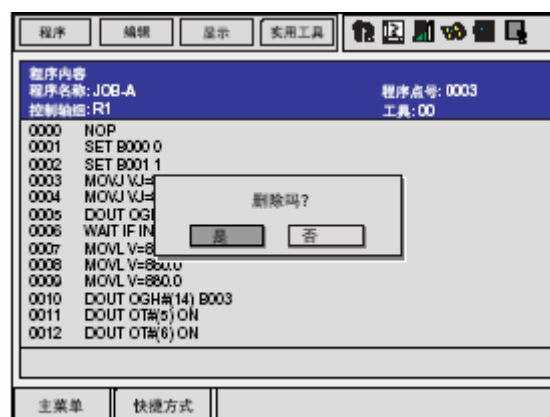 程序 编辑 显示 实用工具
程序内容
程序名称: JOB-A 程序点号: 0003
控制轴组: R1 工具: 00
0000 NOP
0001 SET B000 0
0002 SET B001 1
0003 MOVJ VJ=
0004 MOVJ VJ=
0005 DOUT OG
0006 WAIT IF IN
0007 MOVL V=8
0008 MOVL V=880.0
0009 MOVL V=880.0
0010 DOUT OGH#(14) B003
0011 DOUT OT#(5) ON
0012 DOUT OT#(6) ON
删除吗?
是 否
主菜单 快捷方式